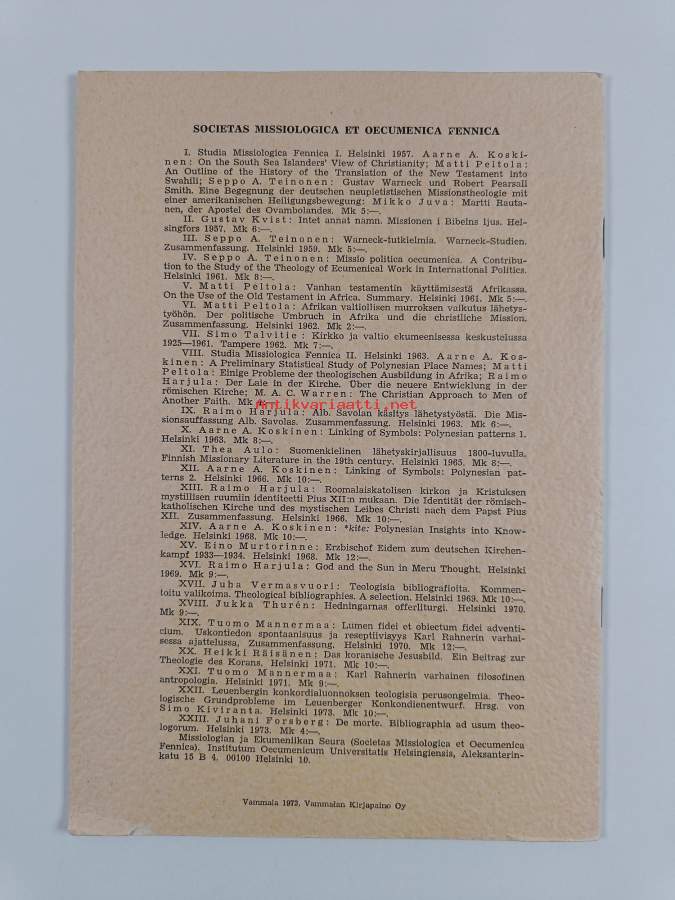 SOCIETAS MISSIOLOGICA ET OECUMENICA FENNICA
I. Studia Missiologica Fennica I. Helsinki 1957. Aarne A. Koski-
nen: On the South Sea Islanders' View of Christianity; Matti Peltola:
An Outline of the History of the Translation of the New Testament into
Swahili; Seppo A. Teinonen: Gustav Warneck und Robert Pearsall
Smith. Eine Begegnung der deutschen neupietistischen Missionstheologie mit
einer amerikanischen Heiligungsbewegung: Mikko Juva: Martti Rauta-
nen, der Apostel des Ovambolandes. Mk 5:—.
II. Gustav Kvist: Intet annat namn. Missionen i Bibelns ljus. Hel-
singfors 1957. Mk 6:—.
III. Seppo A. Teinonen: Warneck-tutkielmia. Warneck-Studien.
Zusammenfassung. Helsinki 1959. Mk 5:—.
IV. Seppo A. Teinonen: Missio politica oecumenica. A Contribu-
tion to the Study of the Theology of Ecumenical Work in International Politics.
Helsinki 1961. Mk 8:—.
V. Matti Peltola: Vanhan testamentin käyttämisestä Afrikassa.
On the Use of the Old Testament in Africa. Summary. Helsinki 1961. Mk 5:—.
VI. Matti Peltola: Afrikan valtiollisen murroksen vaikutus lähetys-
työhön. Der politische Umbruch in Afrika und die christliche Mission.
Zusammenfassung. Helsinki 1962. Mk 2:—.
VII. Simo Talvitie: Kirkko ja valtio ekumeenisessa keskustelussa
1925—1961. Tampere 1962. Mk 7:—.
VIII. Studia Missiologica Fennica II. Helsinki 1963. Aarne A. Kos-
kinen: A Preliminary Statistical Study of Polynesian Place Names; Matti
Peltola: Einige Probleme der theologischen Ausbildung in Afrika; Raimo
Harjula: Der Laie in der Kirche. Über die neuere Entwicklung in der
römischen Kirche; M. A. C. Warren: The Christian Approach to Men of
Another Faith. Mk
antikvariaatti.net
IX. Raimo Harjula: Alb. Savolan käsitys lähetystyöstä. Die Mis-
sionsauffassung Alb. Savolas. Zusammenfassung. Helsinki 1963. Mk 6:—.
X. Aarne A. Koskinen: Linking of Symbols: Polynesian patterns 1.
Helsinki 1963. Mk 8:—.
XI. Thea Aulo: Suomenkielinen lähetyskirjallisuus 1800-luvulla.
Finnish Missionary Literature in the 19th century. Helsinki 1965. Mk 8:—.
XII. Aarne A. Koskinen: Linking of Symbols: Polynesian pat-
terns 2. Helsinki 1966. Mk 10:—.
XIII. Raimo Harjula: Roomalaiskatolisen kirkon ja Kristuksen
mystillisen ruumiin identiteetti Pius XII:n mukaan. Die Identität der römisch-
katholischen Kirche und des mystischen Leibes Christi nach dem Papst Pius
XII. Zusammenfassung. Helsinki 1966. Mk 10:—.
XIV. Aarne A. Koskinen: *kite: Polynesian Insights into Know-
ledge. Helsinki 1968. Mk 10:—.
XV. Eino Murtorinne: Erzbischof Eidem zum deutschen Kirchen-
kampf 1933—1934. Helsinki 1968. Mk 12:—.
XVI. Raimo Harjula: God and the Sun in Meru Thought. Helsinki
1969. Mk 9:—.
XVII. Juha Vermasvuori: Teologisia bibliografioita. Kommen-
toitu valikoima. Theological bibliographies. A selection. Helsinki 1969. Mk 10:—.
XVIII. Jukka Thurén: Hedningarnas offerliturgi. Helsinki 1970.
Mk 9:—.
XIX. Tuomo Mannermaa: Lumen fidei et obiectum fidei adventi-
cium. Uskontiedon spontaanisuus ja reseptiivisyys Karl Rahnerin varhai-
sessa ajattelussa, Zusammenfassung. Helsinki 1970. Mk 12:—.
XX. Heikki Räisänen: Das koranische Jesusbild. Ein Beitrag zur
Theologie des Korans. Helsinki 1971. Mk 10:—.
XXI. Tuomo Mannermaa: Karl Rahnerin varhainen filosofinen
antropologia. Helsinki 1971. Mk 9:—.
XXII. Leuenbergin konkordialuonnoksen teologisia perusongelmia. Theo-
logische Grundprobleme im Leuenberger Konkondienentwurf. Hrsg. von
Simo Kiviranta. Helsinki 1973. Mk 10:—.
XXIII. Juhani Forsberg: De morte. Bibliographia ad usum theo-
logorum. Helsinki 1973. Mk 4:—.
Missiologian ja Ekumeniikan Seura (Societas Missiologica et Oecumenica
Fennica). Institutum Oecumenicum Universitatis Helsingiensis, Aleksanterin-
katu 15 B 4. 00100 Helsinki 10.
Vammala 1973. Vammalan Kirjapaino Oy